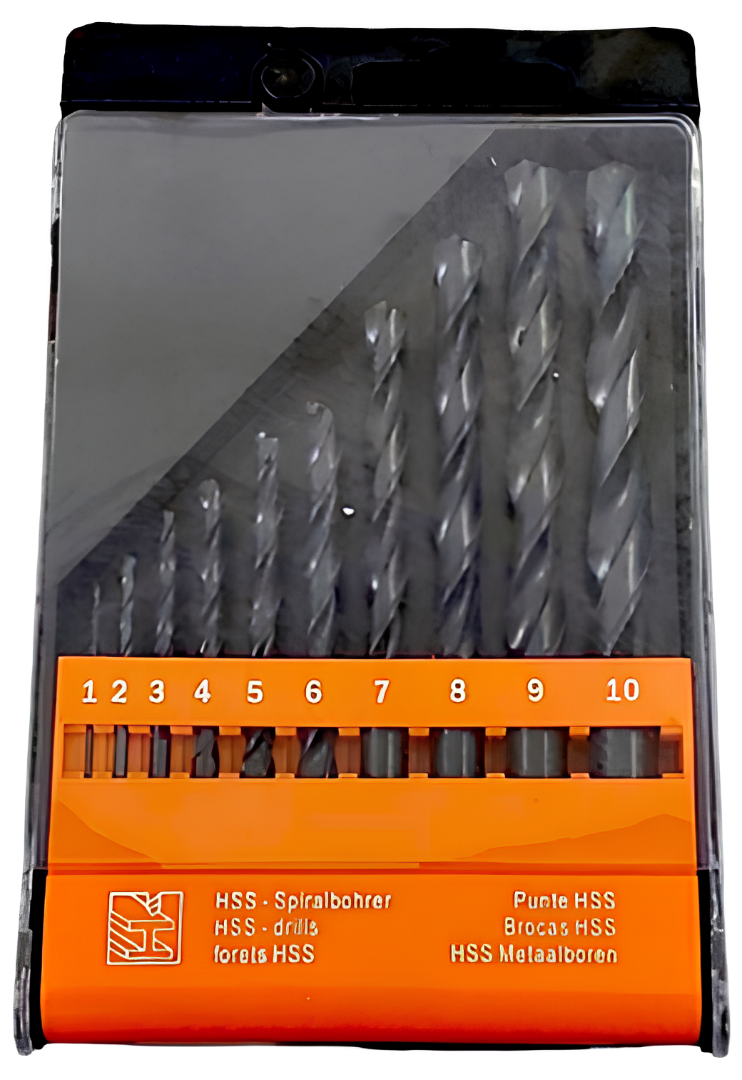 1 2 3 4 5 6 7 8 9 10
HSS - Spiralbohrer
HSS - drills
forets HSS
Punte HSS
Brocas HSS
HSS Metaalboren